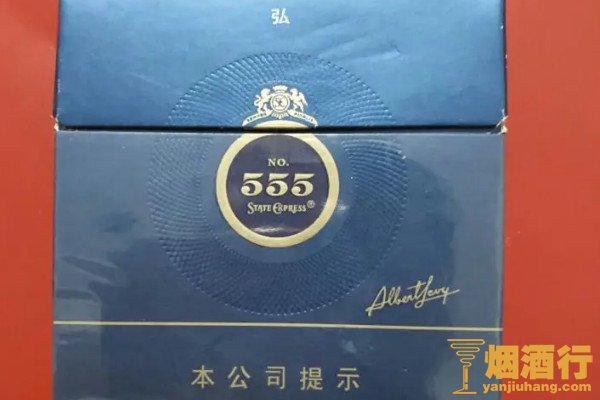 弘
NO.
555
STATE EXPRESS®
Albert Levy
本公司提示
烟酒行
yanjiuhang.com